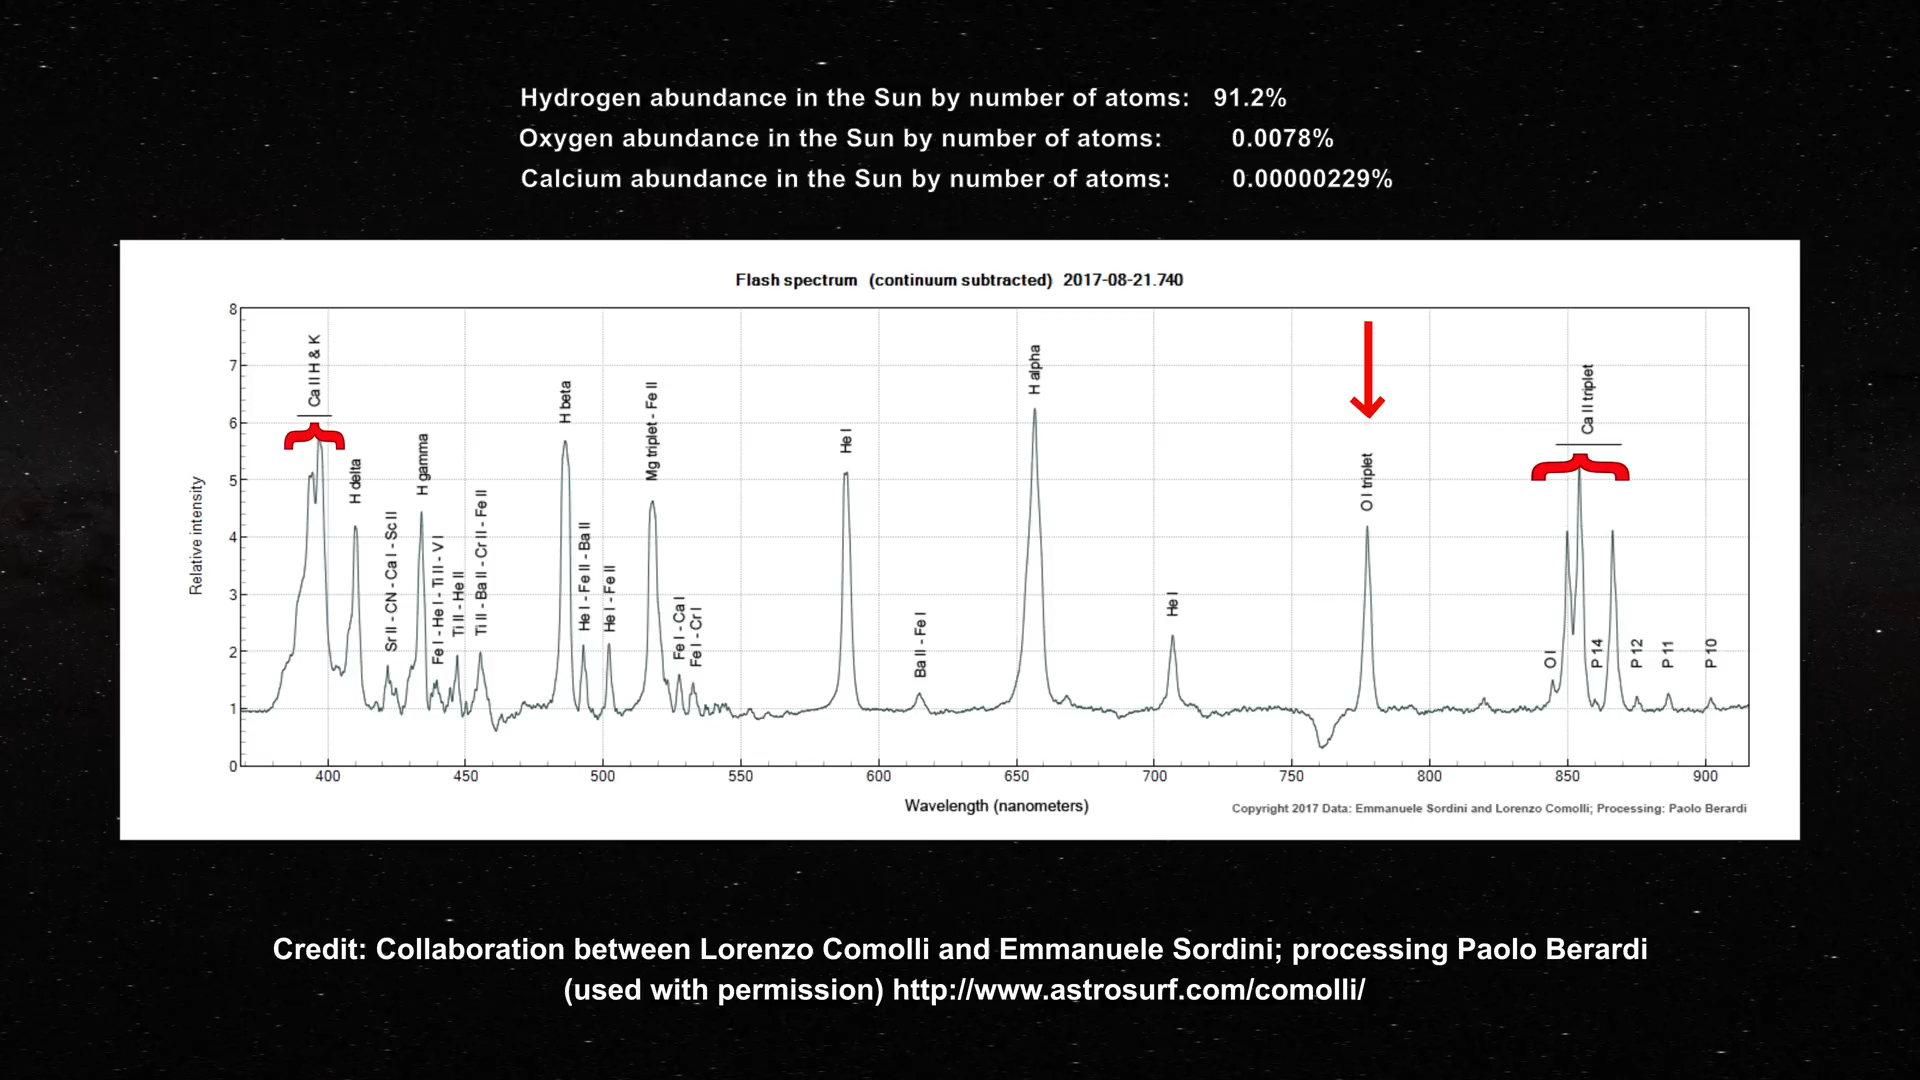 Hydrogen abundance in the Sun by number of atoms: 91.2%
Oxygen abundance in the Sun by number of atoms: 0.0078%
Calcium abundance in the Sun by number of atoms: 0.00000229%
Flash spectrum (continuum subtracted) 2017-08-21.740
Relative intensity
8
7
6
5
4
3
2
1
0
Ca II H & K
H delta
Sr II - CN - Ca I - Sc II
H gamma
Fe I - He I - Ti II - V I
Ti II - He II
Ti II - Ba II - Cr II - Fe II
H beta
He I - Fe II - Ba II
He I - Fe II
Mg triplet - Fe II
Fe I - Ca I
Fe I - Cr I
He I
Ba II - Fe I
H alpha
He I
O I triplet
O I
Ca II triplet
P 14
P 12
P 11
P 10
400 450 500 550 600 650 700 750 800 850 900
Wavelength (nanometers)
Copyright 2017 Data: Emmanuele Sordini and Lorenzo Comolli; Processing: Paolo Berardi
Credit: Collaboration between Lorenzo Comolli and Emmanuele Sordini; processing Paolo Berardi
(used with permission) http://www.astrosurf.com/comolli/